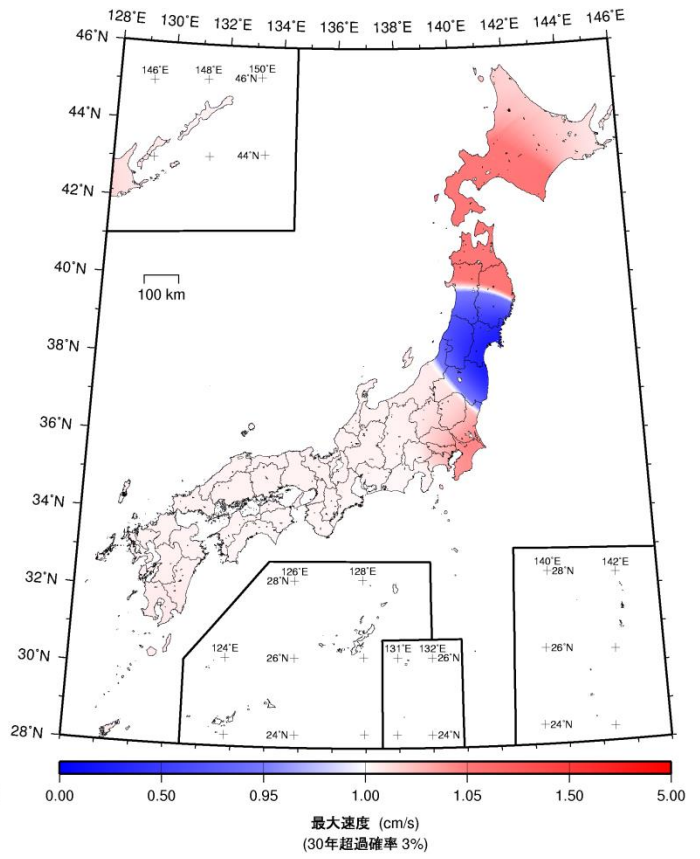 128°E 130°E 132°E 134°E 136°E 138°E 140°E 142°E 144°E 146°E
46°N
146°E 148°E 150°E
46°N
44°N
44°N
42°N
40°N
100 km
38°N
36°N
34°N
32°N
126°E 128°E
28°N
140°E 142°E
28°N
124°E
26°N
131°E 132°E
26°N
26°N
30°N
24°N
24°N
24°N
28°N
0.00 0.50 0.95 1.00 1.05 1.50 5.00
最大速度 (cm/s)
(30年超過確率 3%)